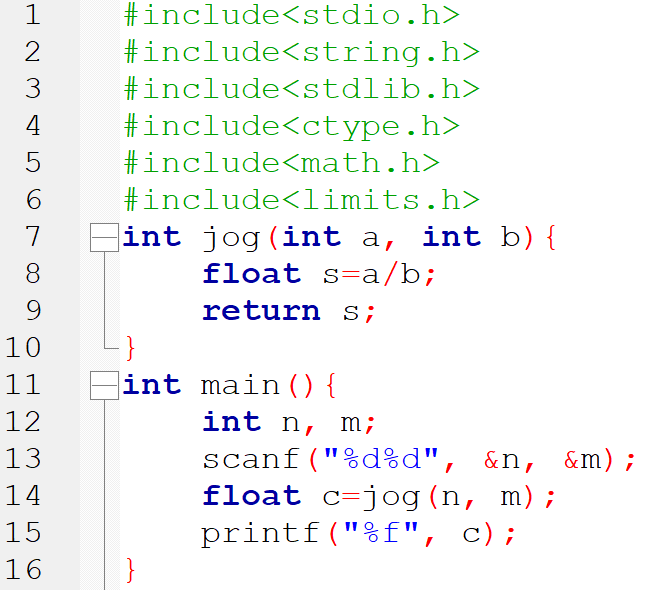 1 #include<stdio.h>
2 #include<string.h>
3 #include<stdlib.h>
4 #include<ctype.h>
5 #include<math.h>
6 #include<limits.h>
7 int jog(int a, int b){
8 float s=a/b;
9 return s;
10 }
11 int main(){
12 int n, m;
13 scanf("%d%d", &n, &m);
14 float c=jog(n, m);
15 printf("%f", c);
16 }